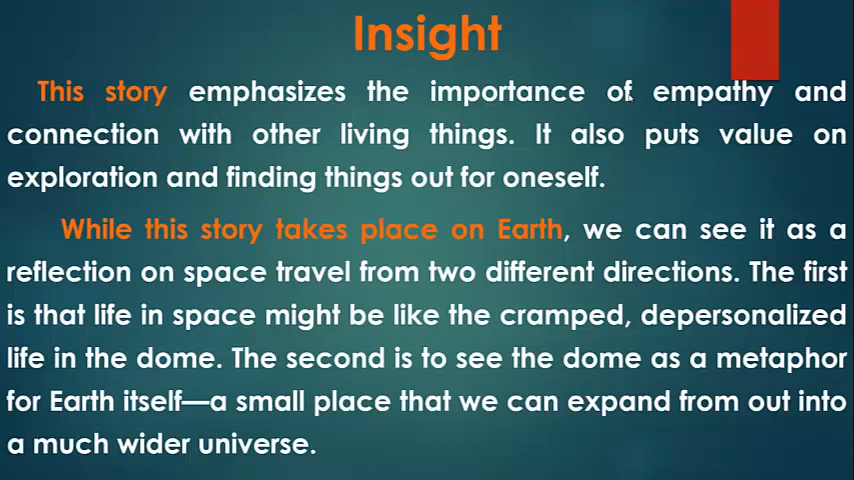 Insight
This story emphasizes the importance of empathy and
connection with other living things. It also puts value on
exploration and finding things out for oneself.
While this story takes place on Earth, we can see it as a
reflection on space travel from two different directions. The first
is that life in space might be like the cramped, depersonalized
life in the dome. The second is to see the dome as a metaphor
for Earth itself—a small place that we can expand from out into
a much wider universe.